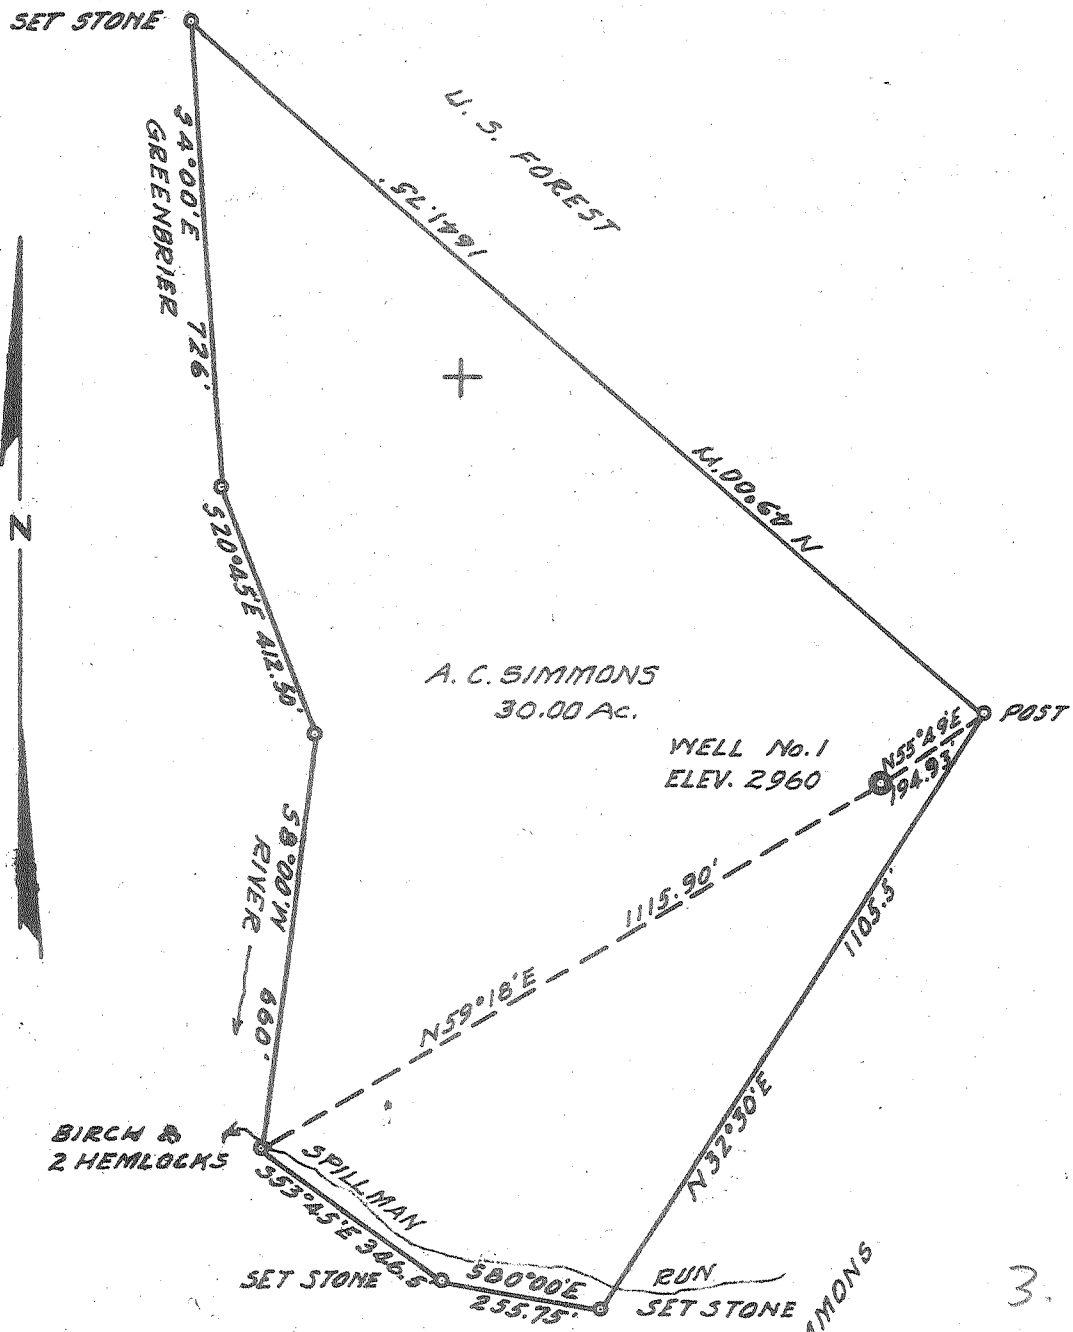 SET STONE
U. S. FOREST
S4°00'E 726'
GREENBRIER
1641.75'
N 49°00'W
N
S20°45'E 412.50'
A. C. SIMMONS
30.00 Ac.
POST
WELL No. 1
ELEV. 2960
N55°49'E
194.93'
S8°00'W 660'
RIVER
1115.90'
1105.5'
N59°18'E
N32°30'E
BIRCH &
2 HEMLOCKS
SPILLMAN
S53°45'E 346.5
SET STONE
S80°00'E
255.75'
RUN
SET STONE
MMONS
3.